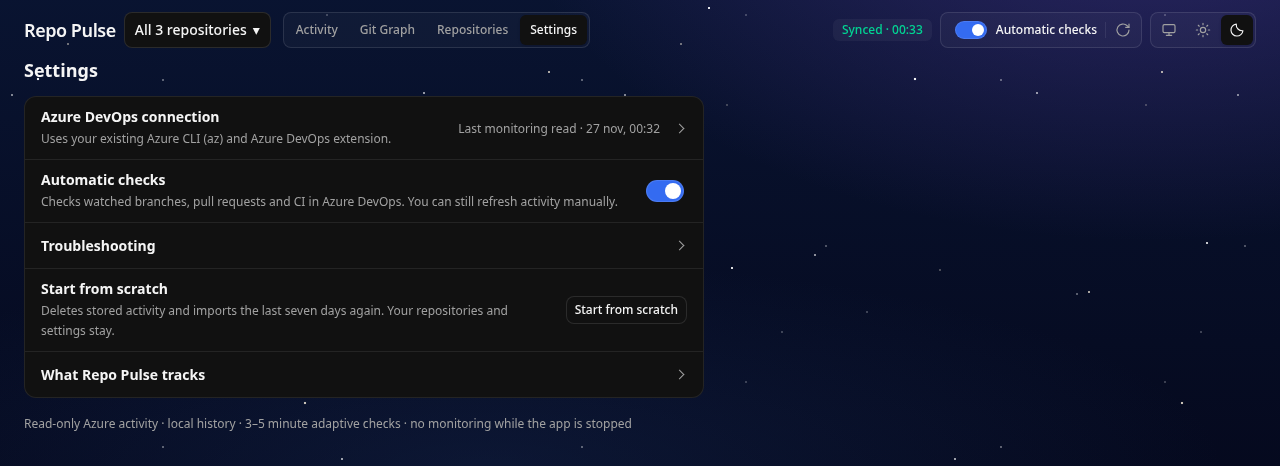 Repo Pulse All 3 repositories ▾ Activity Git Graph Repositories Settings Synced · 00:33 Automatic checks
Settings
Azure DevOps connection
Uses your existing Azure CLI (az) and Azure DevOps extension.
Last monitoring read · 27 nov, 00:32
Automatic checks
Checks watched branches, pull requests and CI in Azure DevOps. You can still refresh activity manually.
Troubleshooting
Start from scratch
Deletes stored activity and imports the last seven days again. Your repositories and
settings stay.
Start from scratch
What Repo Pulse tracks
Read-only Azure activity · local history · 3–5 minute adaptive checks · no monitoring while the app is stopped